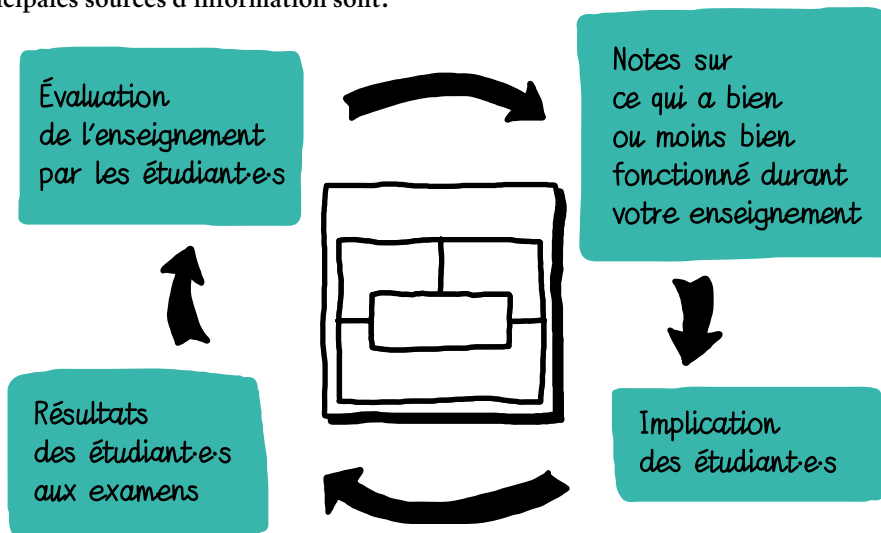 cipales sources d'information sont:
Évaluation
de l'enseignement
par les étudiant·e·s
Notes sur
ce qui a bien
ou moins bien
fonctionné durant
votre enseignement
Implication
des étudiant·e·s
Résultats
des étudiant·e·s
aux examens